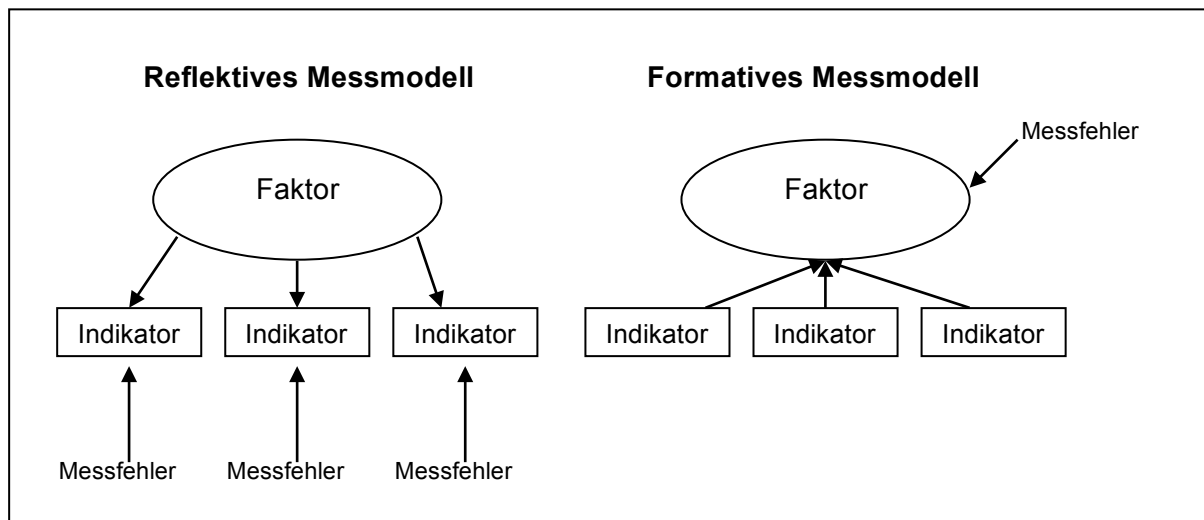 Reflektives Messmodell
Formatives Messmodell
Messfehler
Faktor
Faktor
Indikator Indikator Indikator
Indikator Indikator Indikator
Messfehler Messfehler Messfehler